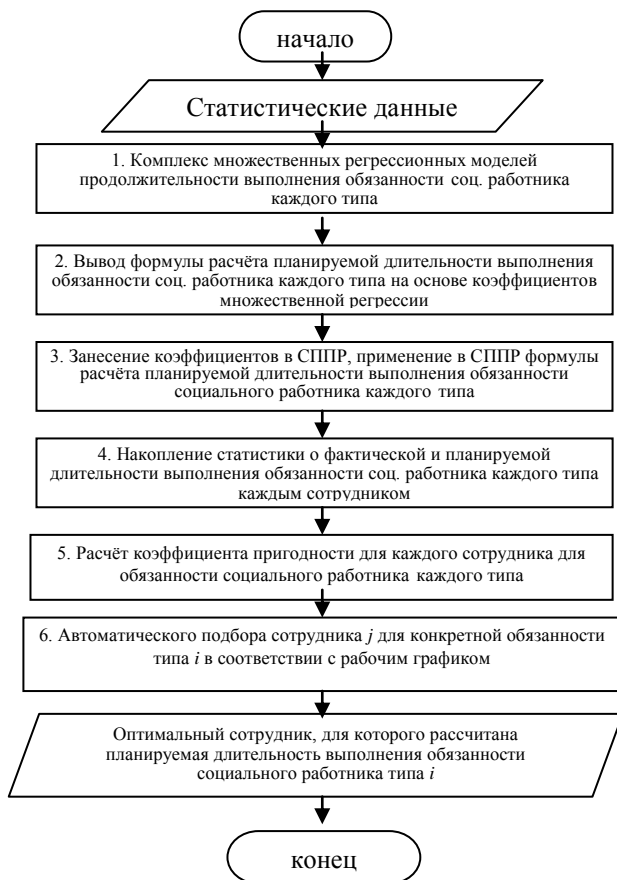 начало
Статистические данные
1. Комплекс множественных регрессионных моделей
продолжительности выполнения обязанности соц. работника
каждого типа
2. Вывод формулы расчёта планируемой длительности выполнения
обязанности соц. работника каждого типа на основе коэффициентов
множественной регрессии
3. Занесение коэффициентов в СППР, применение в СППР формулы
расчёта планируемой длительности выполнения обязанности
социального работника каждого типа
4. Накопление статистики о фактической и планируемой
длительности выполнения обязанности соц. работника каждого типа
каждым сотрудником
5. Расчёт коэффициента пригодности для каждого сотрудника для
обязанности социального работника каждого типа
6. Автоматического подбора сотрудника j для конкретной обязанности
типа i в соответствии с рабочим графиком
Оптимальный сотрудник, для которого рассчитана
планируемая длительность выполнения обязанности
социального работника типа i
конец